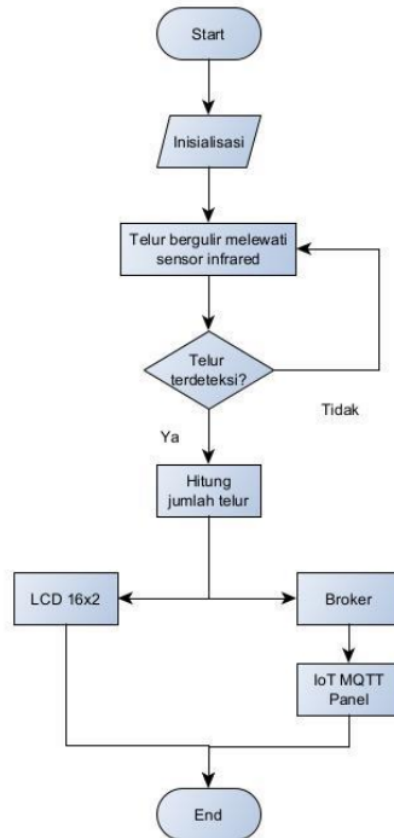 Start
Inisialisasi
Telur bergulir melewati
sensor infrared
Telur
terdeteksi?
Tidak
Ya
Hitung
jumlah telur
LCD 16x2
Broker
IoT MQTT
Panel
End